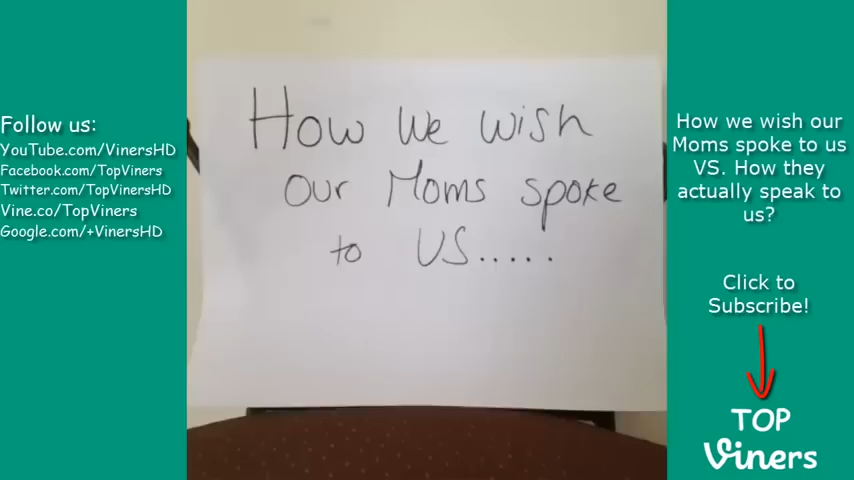 Follow us:
YouTube.com/VinersHD
Facebook.com/TopViners
Twitter.com/TopVinersHD
Vine.co/TopViners
Google.com/+VinersHD
How we wish
our Moms spoke
to US.....
How we wish our
Moms spoke to us
VS. How they
actually speak to
us?
Click to
Subscribe!
TOP
Viners